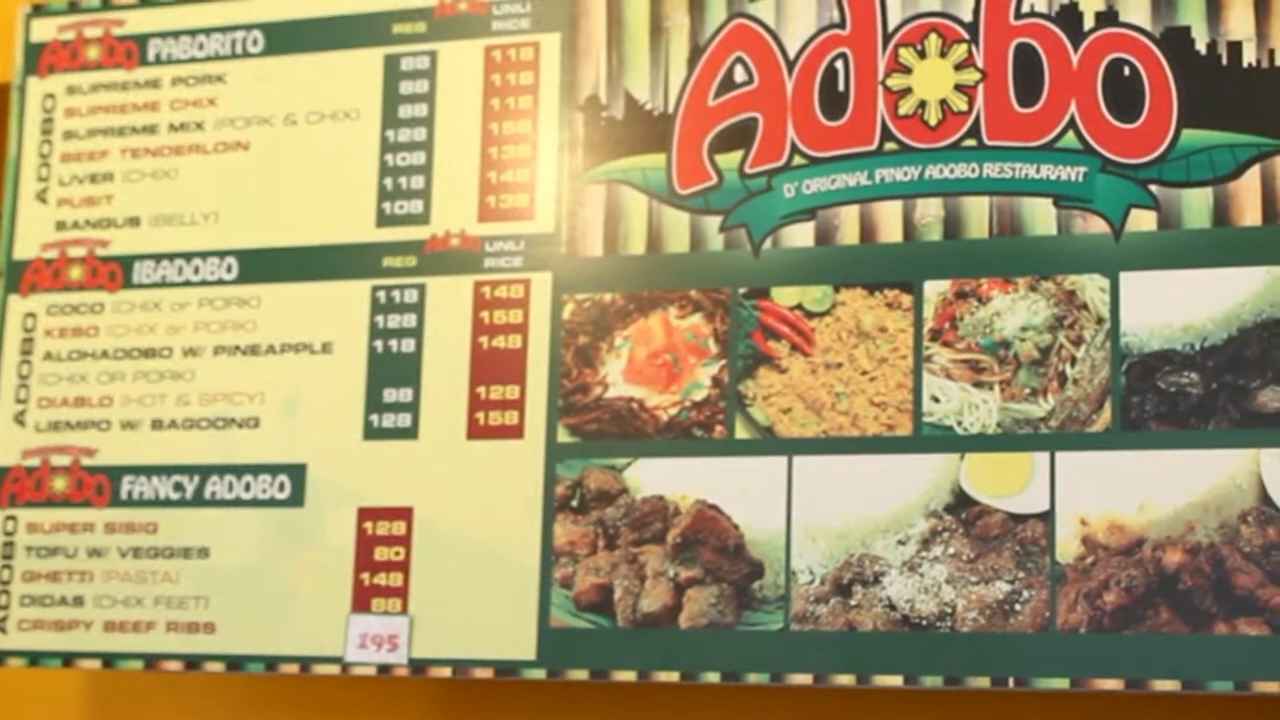 Adobo PABORITO REG Adobo UNLI RICE
ADOBO
SUPREME PORK 88 118
SUPREME CHIX 88 118
SUPREME MIX (PORK & CHIX) 88 118
BEEF TENDERLOIN 128 158
LIVER (CHIX) 108 138
PUSIT 118 148
BANGUS (BELLY) 108 138
Adobo IBADOBO REG Adobo UNLI RICE
ADOBO
COCO (CHIX or PORK) 118 148
KESO (CHIX or PORK) 128 158
ALOHADOBO W/ PINEAPPLE 118 148
(CHIX OR PORK)
DIABLO (HOT & SPICY) 98 128
LIEMPO W/ BAGOONG 128 158
Adobo FANCY ADOBO
ADOBO
SUPER SISIG 128
TOFU W/ VEGGIES 80
GHETTI (PASTA) 148
DIDAS (CHIX FEET) 88
CRISPY BEEF RIBS 195
Adobo
D' ORIGINAL PINOY ADOBO RESTAURANT